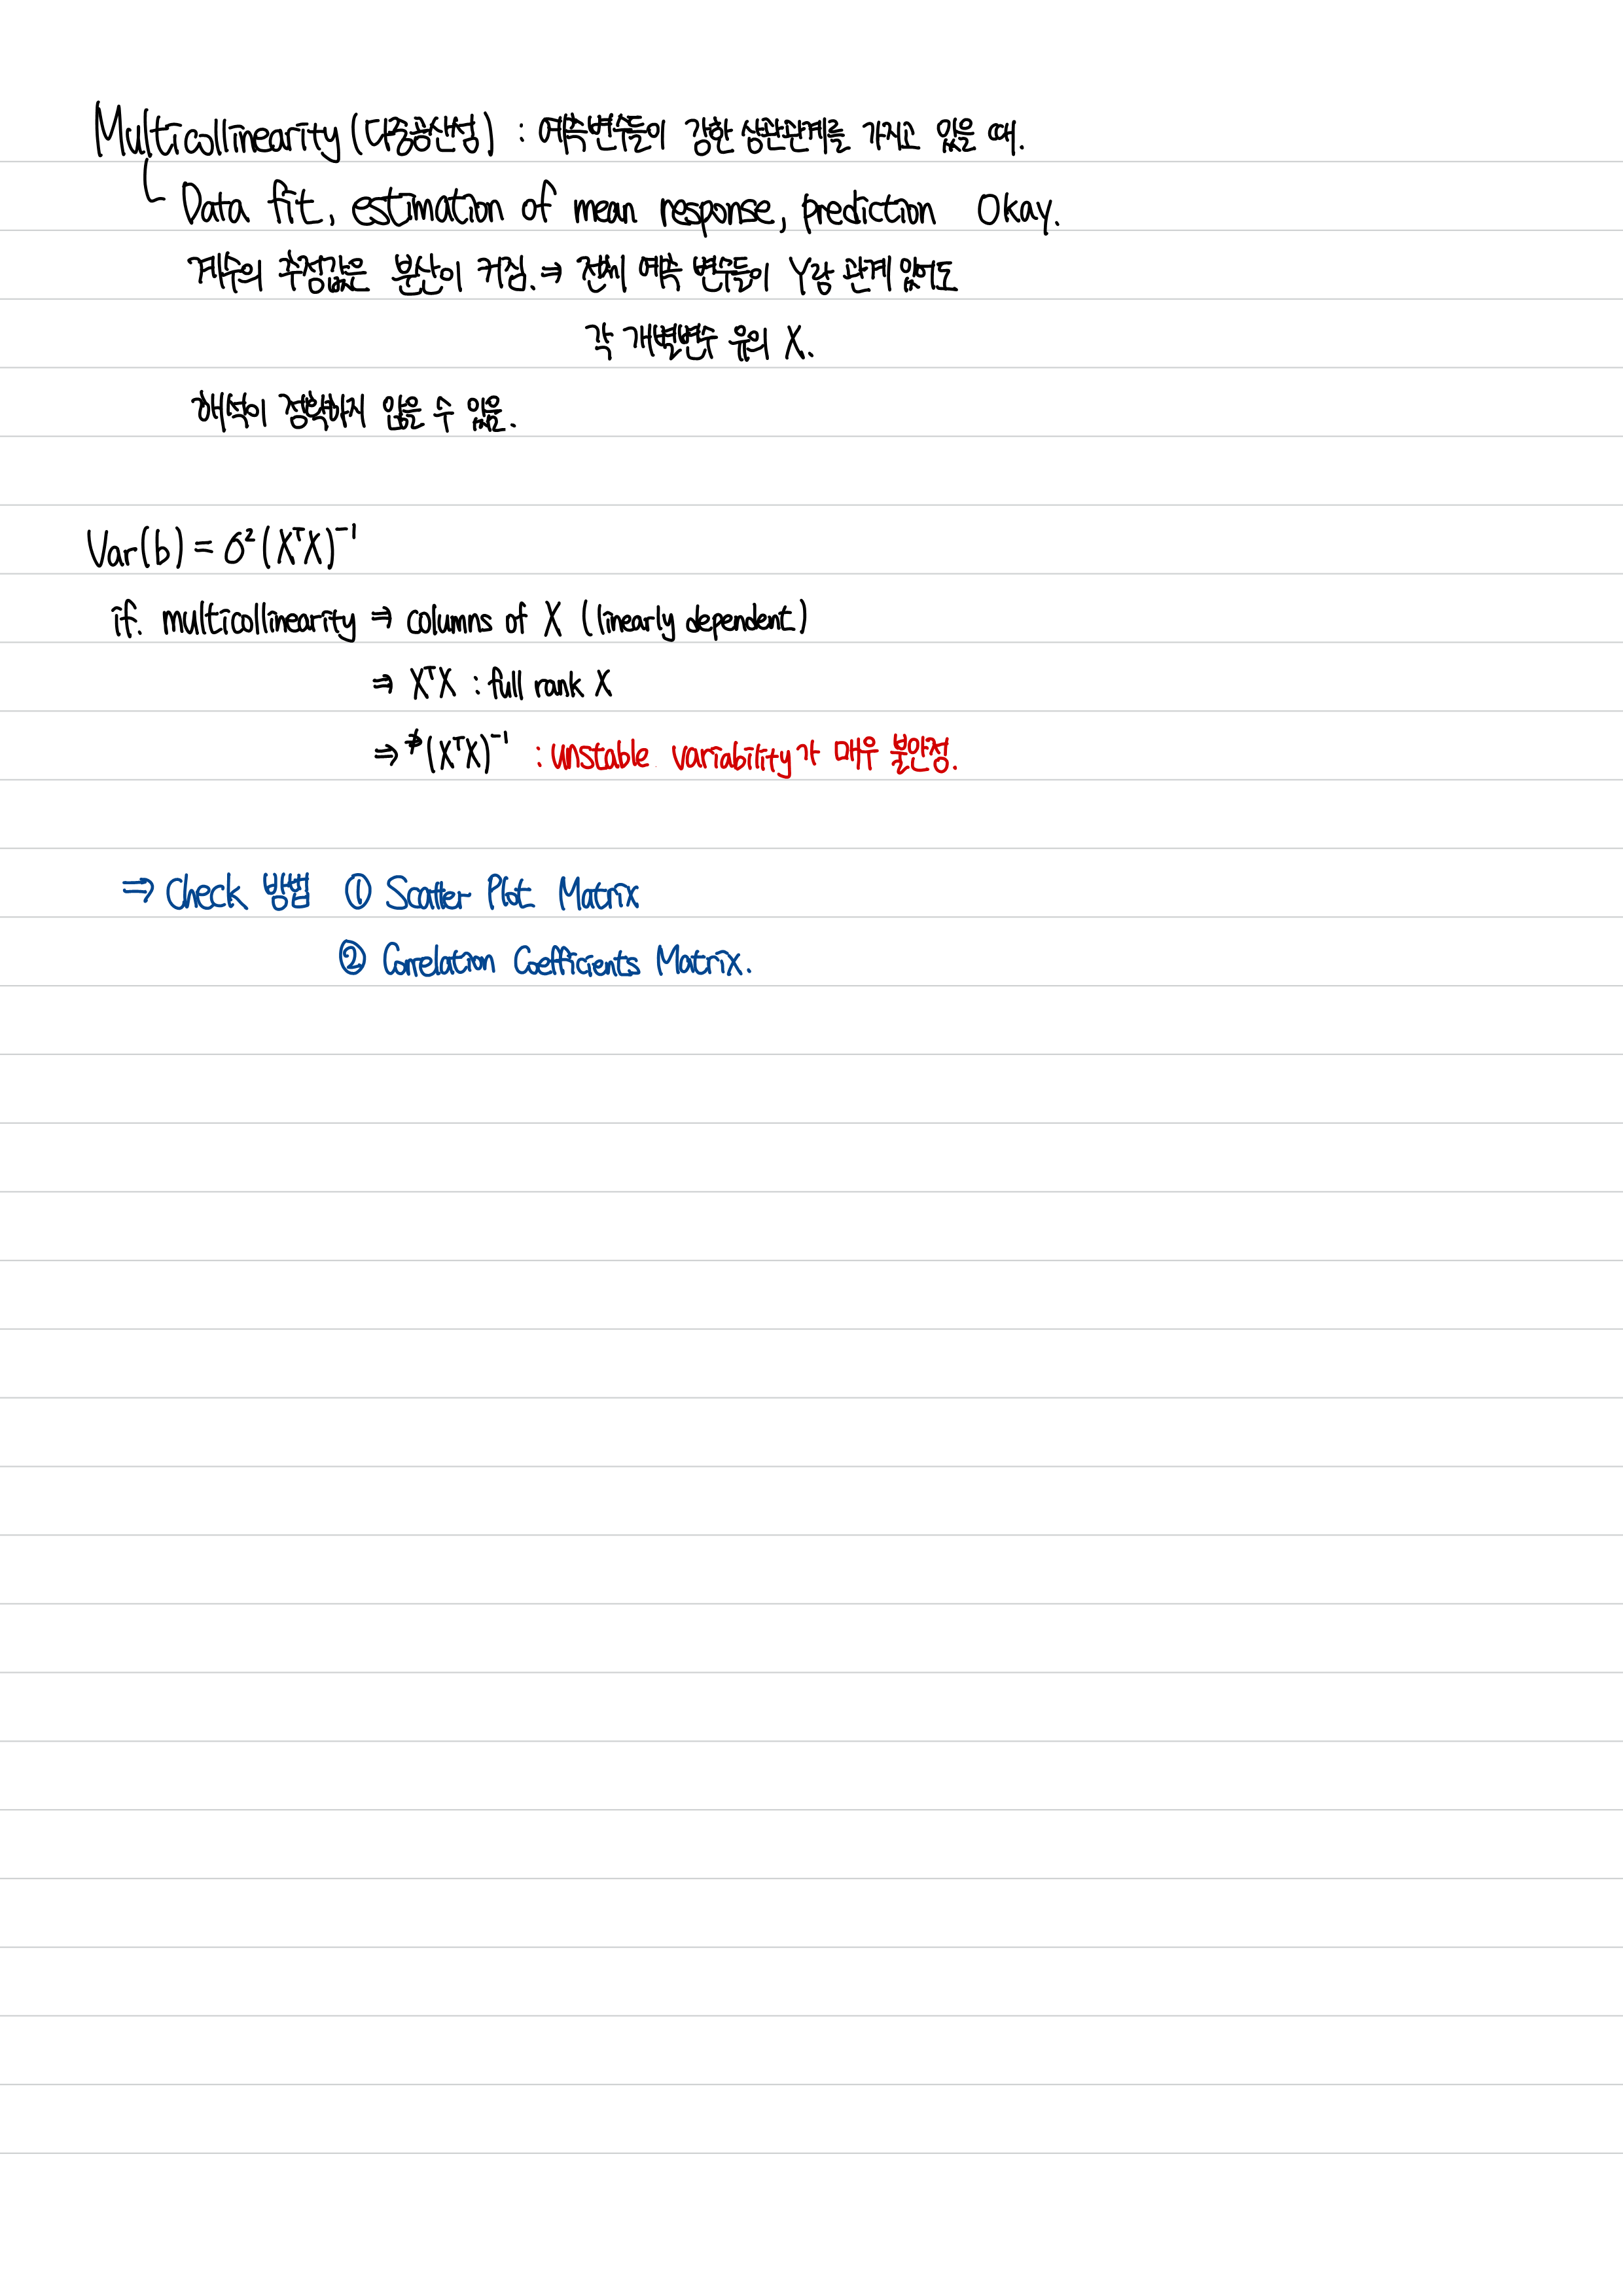 Multicollinearity (다중공선성) : 예측변수들이 강한 상관관계를 가지고 있을 때.
Data fit, estimation of mean response, prediction Okay.
계수의 추정값은 분산이 커짐. ⇒ 전체 예측 변수들이 Y랑 관계 있어도
각 개별변수 유의 X.
해석이 정확하지 않을 수 있음.
Var(b) = σ²(XᵀX)⁻¹
if. multicollinearity ⇒ columns of X (linearly dependent)
⇒ XᵀX : full rank X
⇒ ∄(XᵀX)⁻¹ : unstable variability가 매우 불안정.
⇒ Check 방법 ① Scatter Plot Matrix
② Correlation Coefficients Matrix.